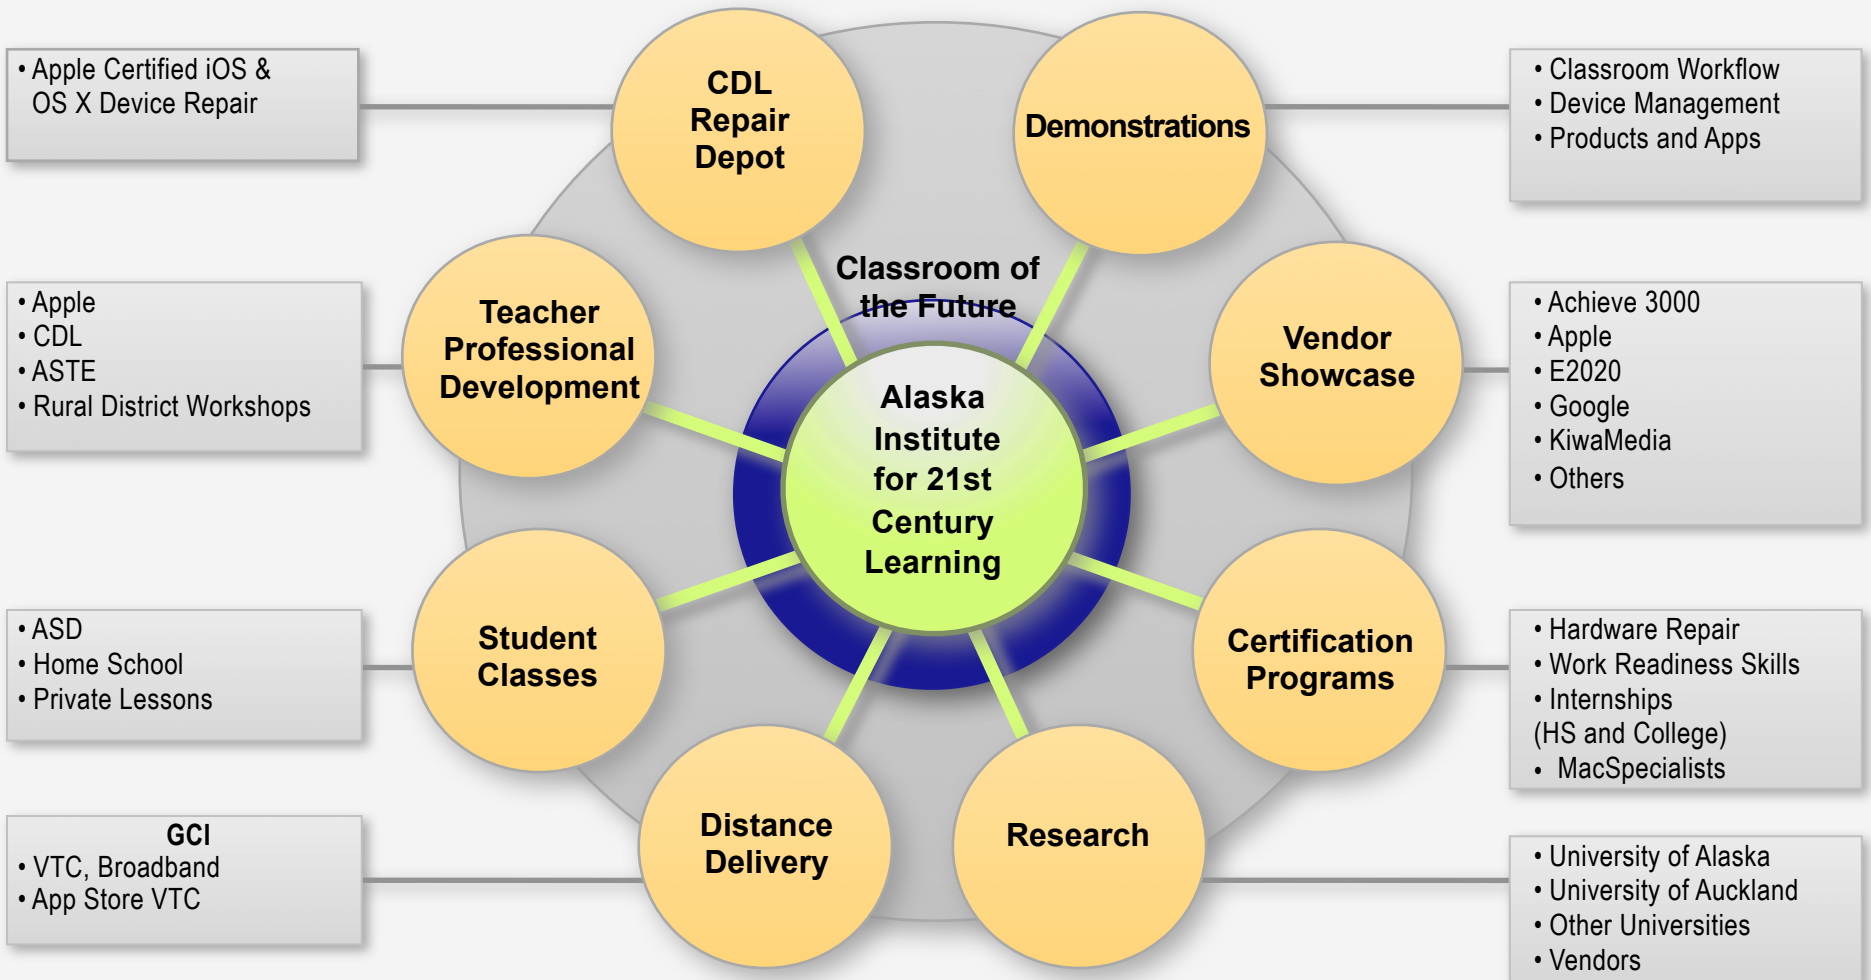 • Apple Certified iOS &
OS X Device Repair
CDL
Repair
Depot
Demonstrations
• Classroom Workflow
• Device Management
• Products and Apps
Classroom of
the Future
• Apple
• CDL
• ASTE
• Rural District Workshops
Teacher
Professional
Development
Vendor
Showcase
• Achieve 3000
• Apple
• E2020
• Google
• KiwaMedia
• Others
Alaska
Institute
for 21st
Century
Learning
• ASD
• Home School
• Private Lessons
Student
Classes
Certification
Programs
• Hardware Repair
• Work Readiness Skills
• Internships
(HS and College)
• MacSpecialists
GCI
• VTC, Broadband
• App Store VTC
Distance
Delivery
Research
• University of Alaska
• University of Auckland
• Other Universities
• Vendors